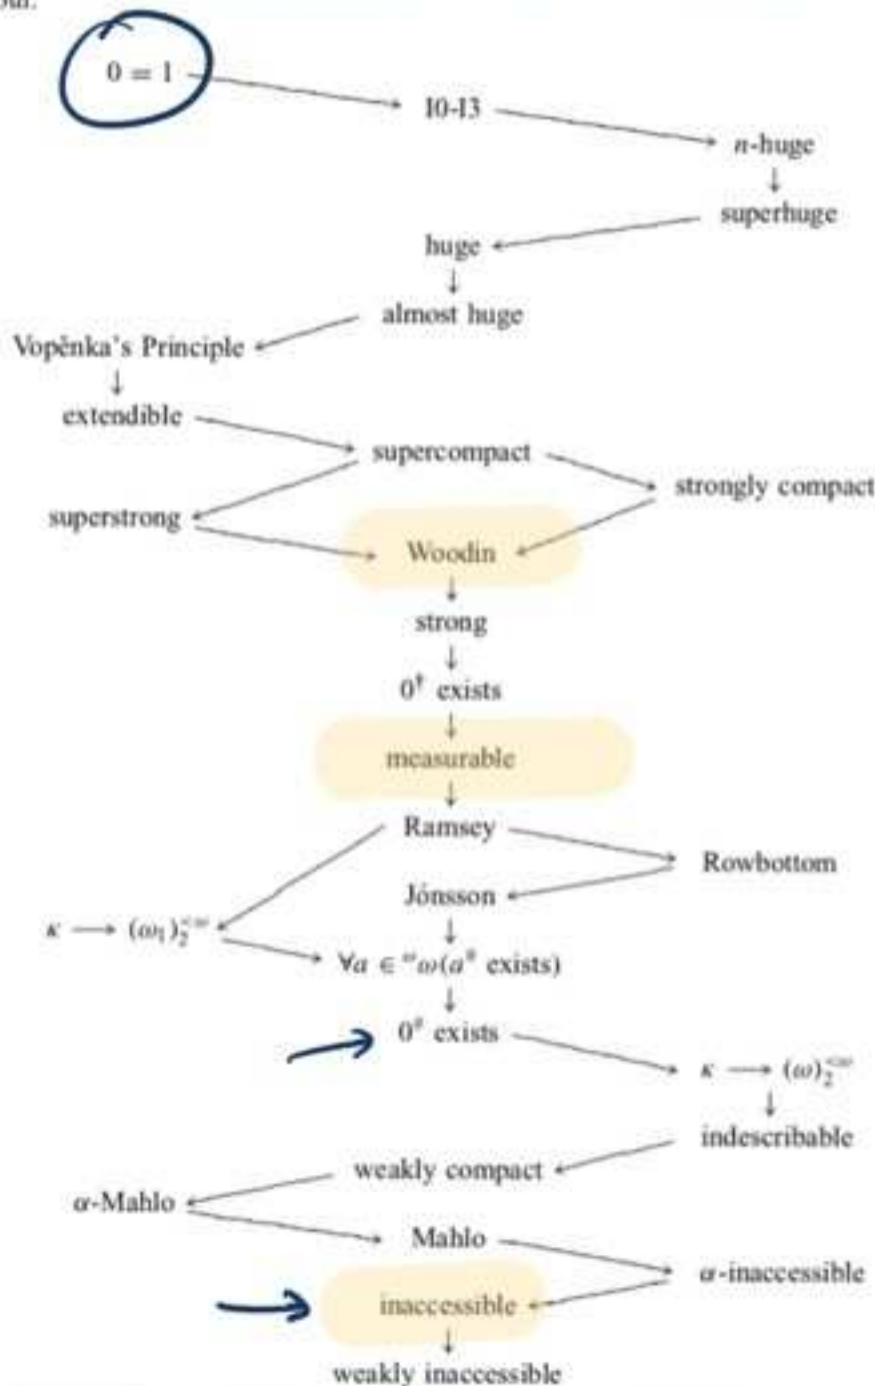 0 = 1
I0-I3
n-huge
superhuge
huge
almost huge
Vopěnka's Principle
extendible
supercompact
strongly compact
superstrong
Woodin
strong
0† exists
measurable
Ramsey
Rowbottom
Jónsson
κ ⟶ (ω₁)₂^{<ω}
∀a ∈ ^ωω(a^# exists)
0^# exists
κ ⟶ (ω)₂^{<ω}
indescribable
weakly compact
α-Mahlo
Mahlo
α-inaccessible
inaccessible
weakly inaccessible